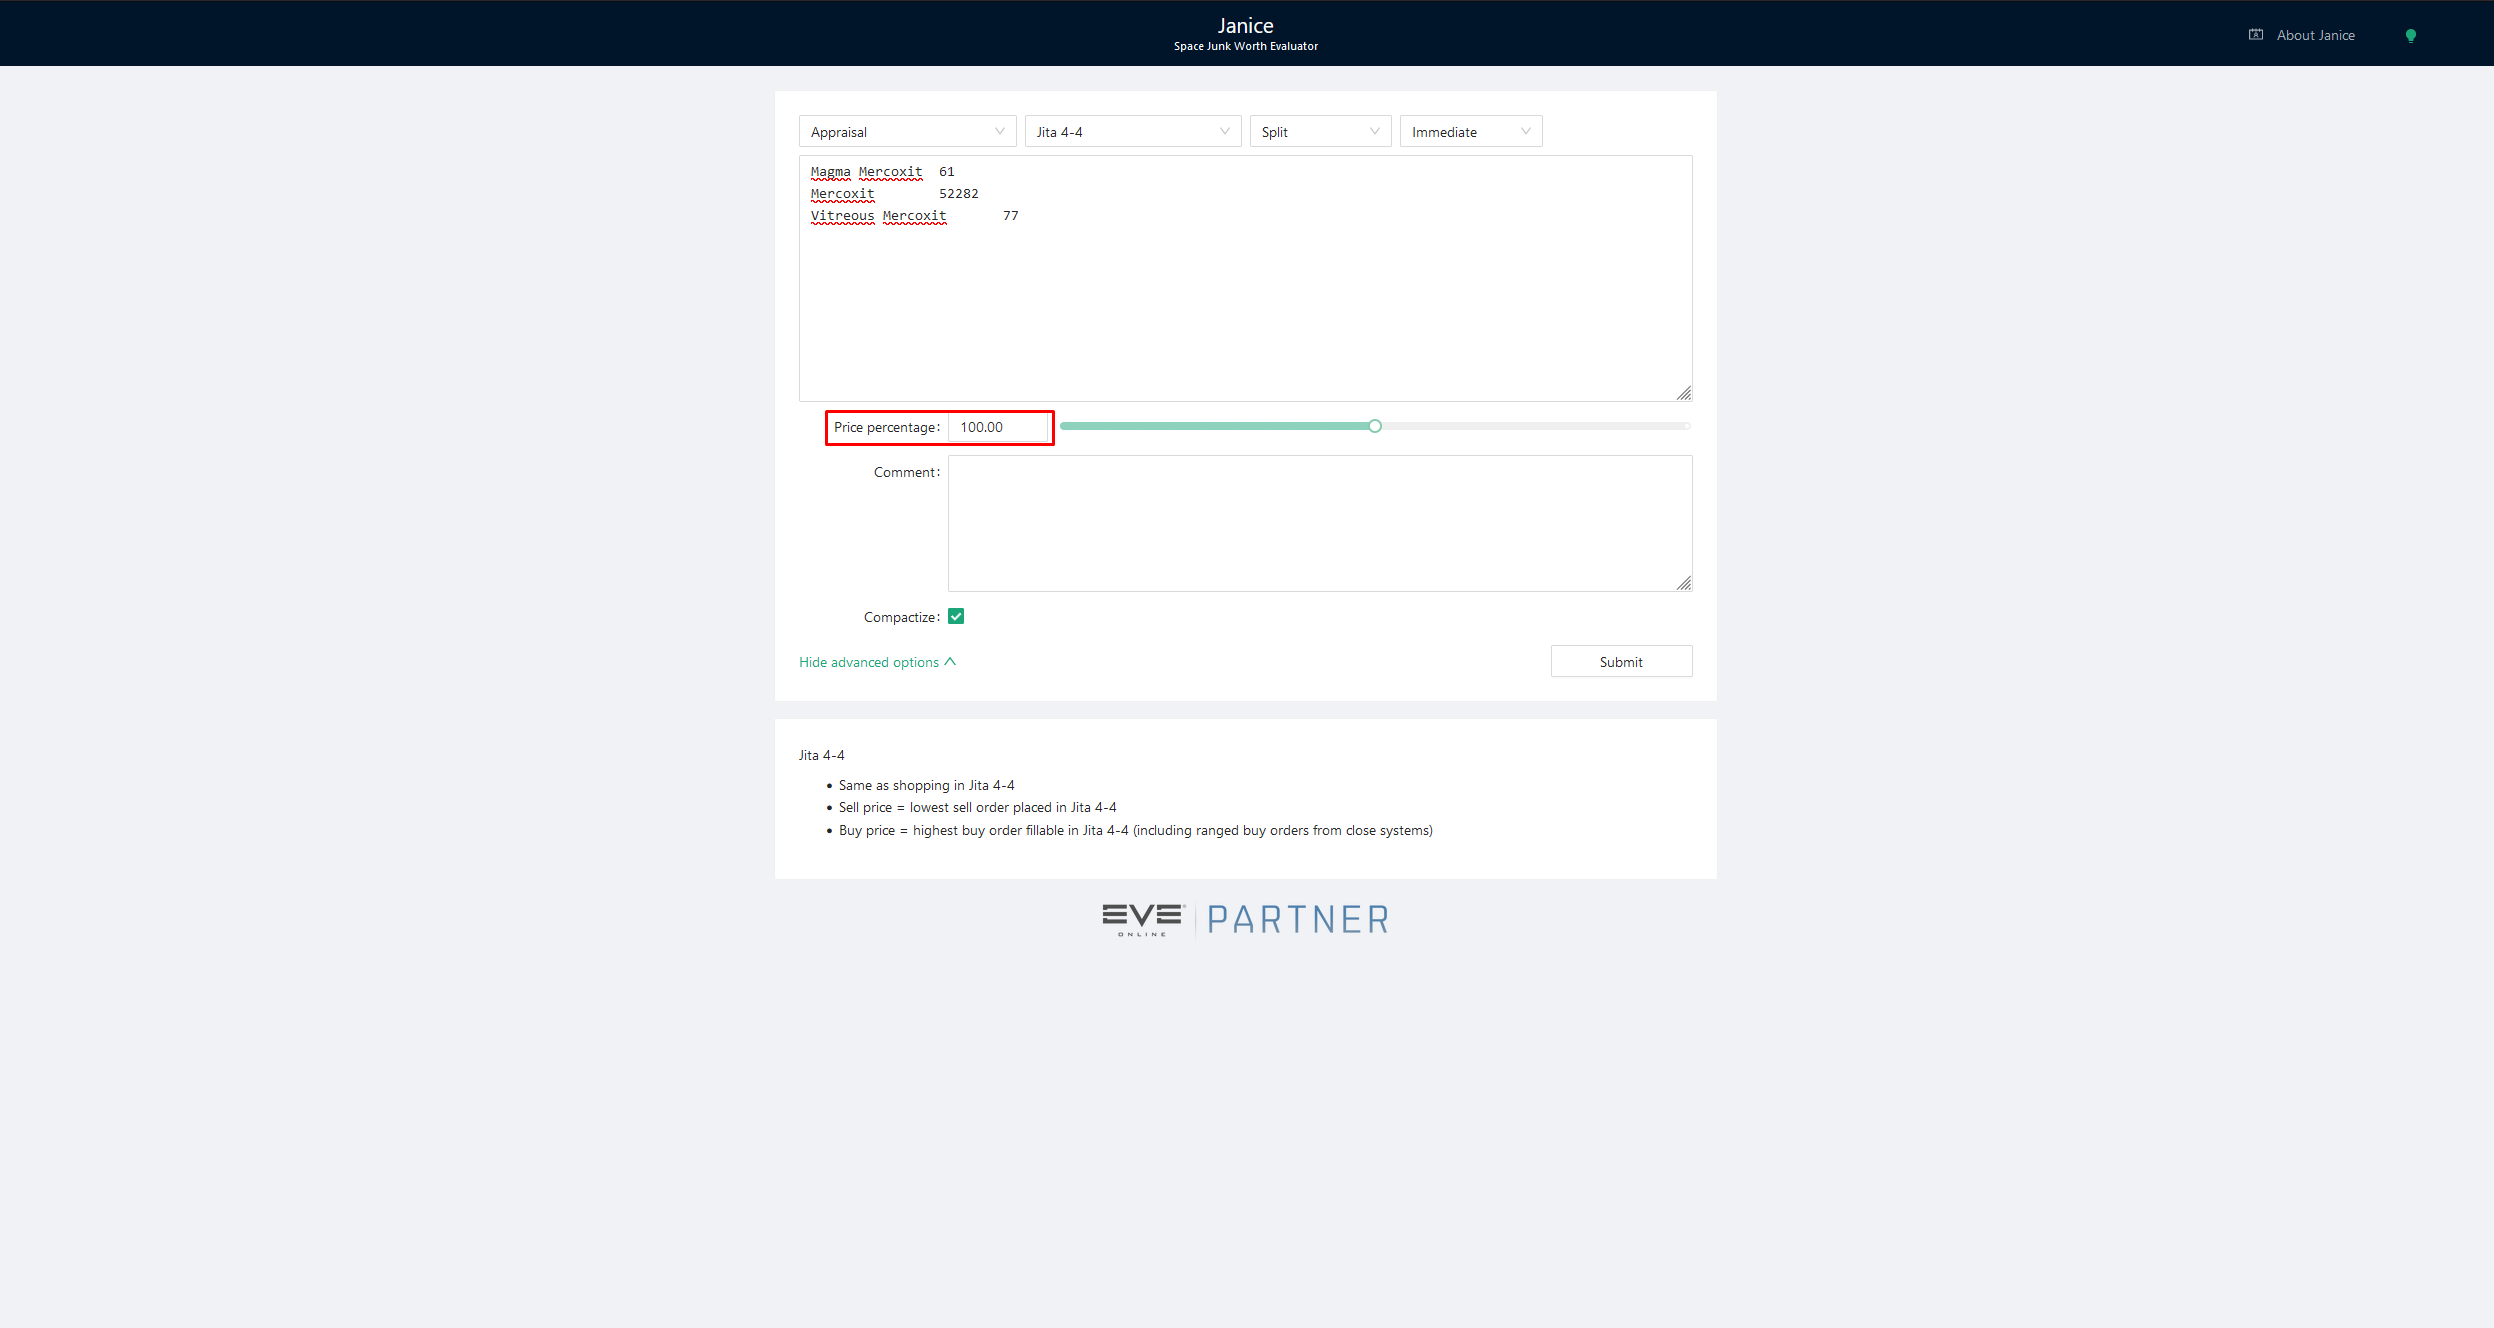 Janice
Space Junk Worth Evaluator
About Janice
Appraisal
Jita 4-4
Split
Immediate
Magma Mercoxit 61
Mercoxit 52282
Vitreous Mercoxit 77
Price percentage: 100.00
Comment:
Compactize:
Hide advanced options
Submit
Jita 4-4
• Same as shopping in Jita 4-4
• Sell price = lowest sell order placed in Jita 4-4
• Buy price = highest buy order fillable in Jita 4-4 (including ranged buy orders from close systems)
EVE ONLINE PARTNER